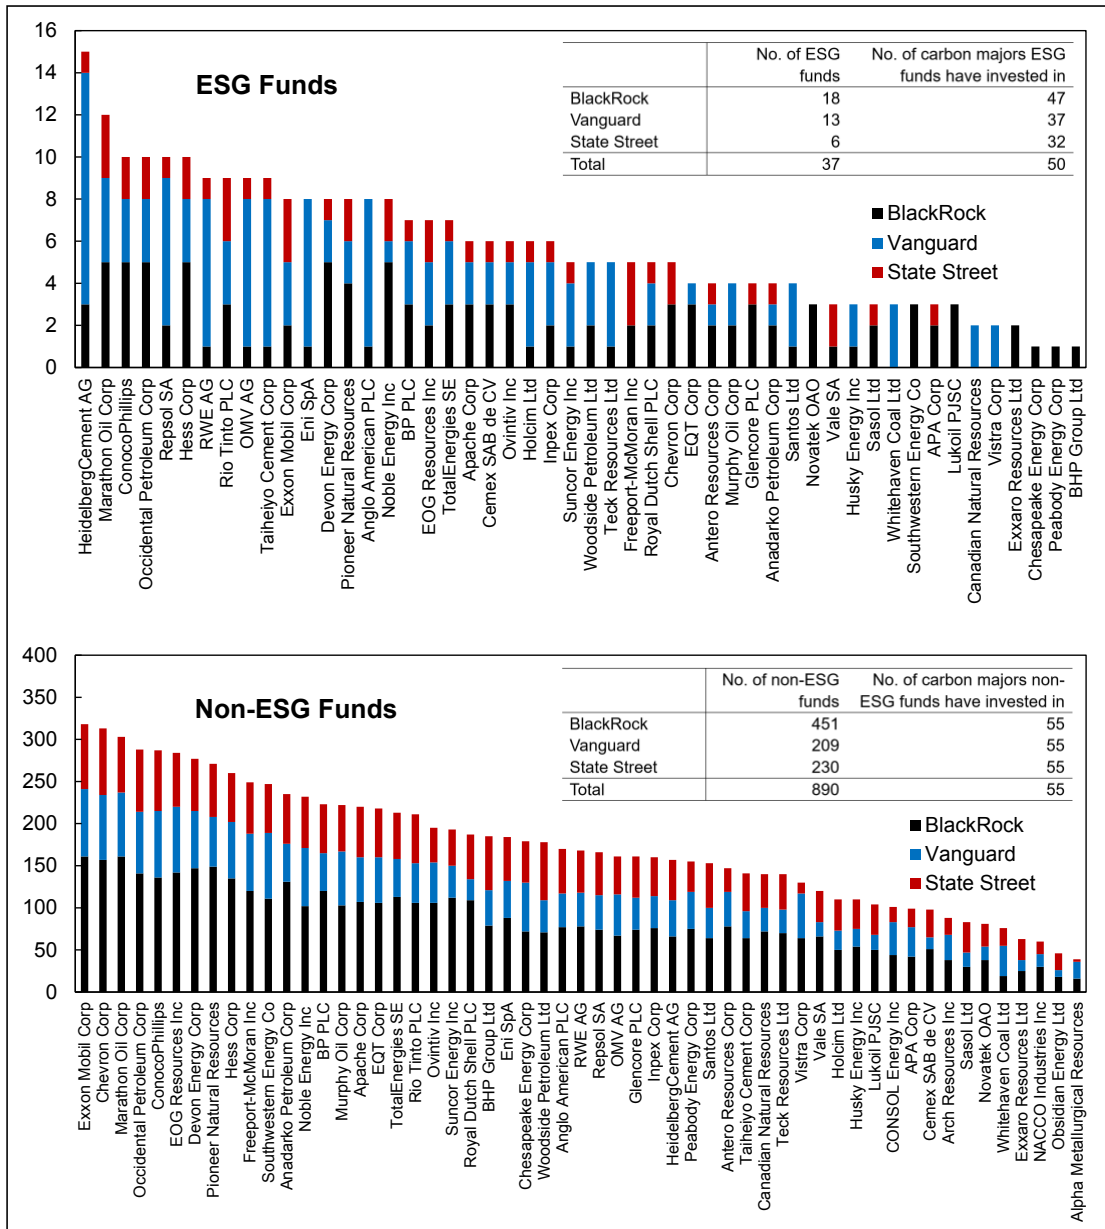 16
14
12
10
8
6
4
2
0
ESG Funds
No. of ESG funds
No. of carbon majors ESG funds have invested in
BlackRock 18 47
Vanguard 13 37
State Street 6 32
Total 37 50
BlackRock
Vanguard
State Street
HeidelbergCement AG
Marathon Oil Corp
ConocoPhillips
Occidental Petroleum Corp
Repsol SA
Hess Corp
RWE AG
Rio Tinto PLC
OMV AG
Taiheiyo Cement Corp
Exxon Mobil Corp
Eni SpA
Devon Energy Corp
Pioneer Natural Resources
Anglo American PLC
Noble Energy Inc
BP PLC
EOG Resources Inc
TotalEnergies SE
Apache Corp
Cemex SAB de CV
Ovintiv Inc
Holcim Ltd
Inpex Corp
Suncor Energy Inc
Woodside Petroleum Ltd
Teck Resources Ltd
Freeport-McMoran Inc
Royal Dutch Shell PLC
Chevron Corp
EQT Corp
Antero Resources Corp
Murphy Oil Corp
Glencore PLC
Anadarko Petroleum Corp
Santos Ltd
Novatek OAO
Vale SA
Husky Energy Inc
Sasol Ltd
Whitehaven Coal Ltd
Southwestern Energy Co
APA Corp
Lukoil PJSC
Canadian Natural Resources
Vistra Corp
Exxaro Resources Ltd
Chesapeake Energy Corp
Peabody Energy Corp
BHP Group Ltd
400
350
300
250
200
150
100
50
0
Non-ESG Funds
No. of non-ESG funds
No. of carbon majors non-ESG funds have invested in
BlackRock 451 55
Vanguard 209 55
State Street 230 55
Total 890 55
BlackRock
Vanguard
State Street
Exxon Mobil Corp
Chevron Corp
Marathon Oil Corp
Occidental Petroleum Corp
ConocoPhillips
EOG Resources Inc
Devon Energy Corp
Pioneer Natural Resources
Hess Corp
Freeport-McMoran Inc
Southwestern Energy Co
Anadarko Petroleum Corp
Noble Energy Inc
BP PLC
Murphy Oil Corp
Apache Corp
EQT Corp
TotalEnergies SE
Rio Tinto PLC
Ovintiv Inc
Suncor Energy Inc
Royal Dutch Shell PLC
BHP Group Ltd
Eni SpA
Chesapeake Energy Corp
Woodside Petroleum Ltd
Anglo American PLC
RWE AG
Repsol SA
OMV AG
Glencore PLC
Inpex Corp
HeidelbergCement AG
Peabody Energy Corp
Santos Ltd
Antero Resources Corp
Taiheiyo Cement Corp
Canadian Natural Resources
Teck Resources Ltd
Vistra Corp
Vale SA
Holcim Ltd
Husky Energy Inc
Lukoil PJSC
CONSOL Energy Inc
APA Corp
Cemex SAB de CV
Arch Resources Inc
Sasol Ltd
Novatek OAO
Whitehaven Coal Ltd
Exxaro Resources Ltd
NACCO Industries Inc
Obsidian Energy Ltd
Alpha Metallurgical Resources